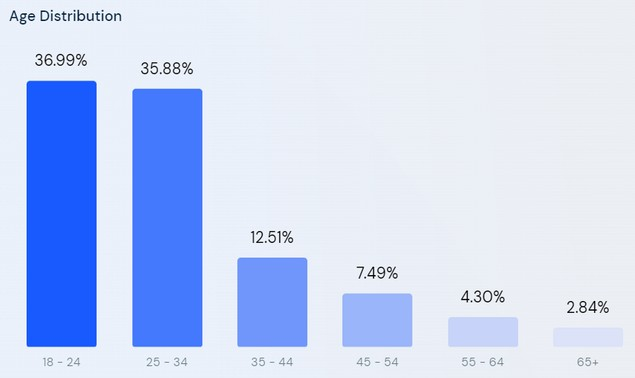 Age Distribution
36.99%
35.88%
12.51%
7.49%
4.30%
2.84%
18 - 24
25 - 34
35 - 44
45 - 54
55 - 64
65+